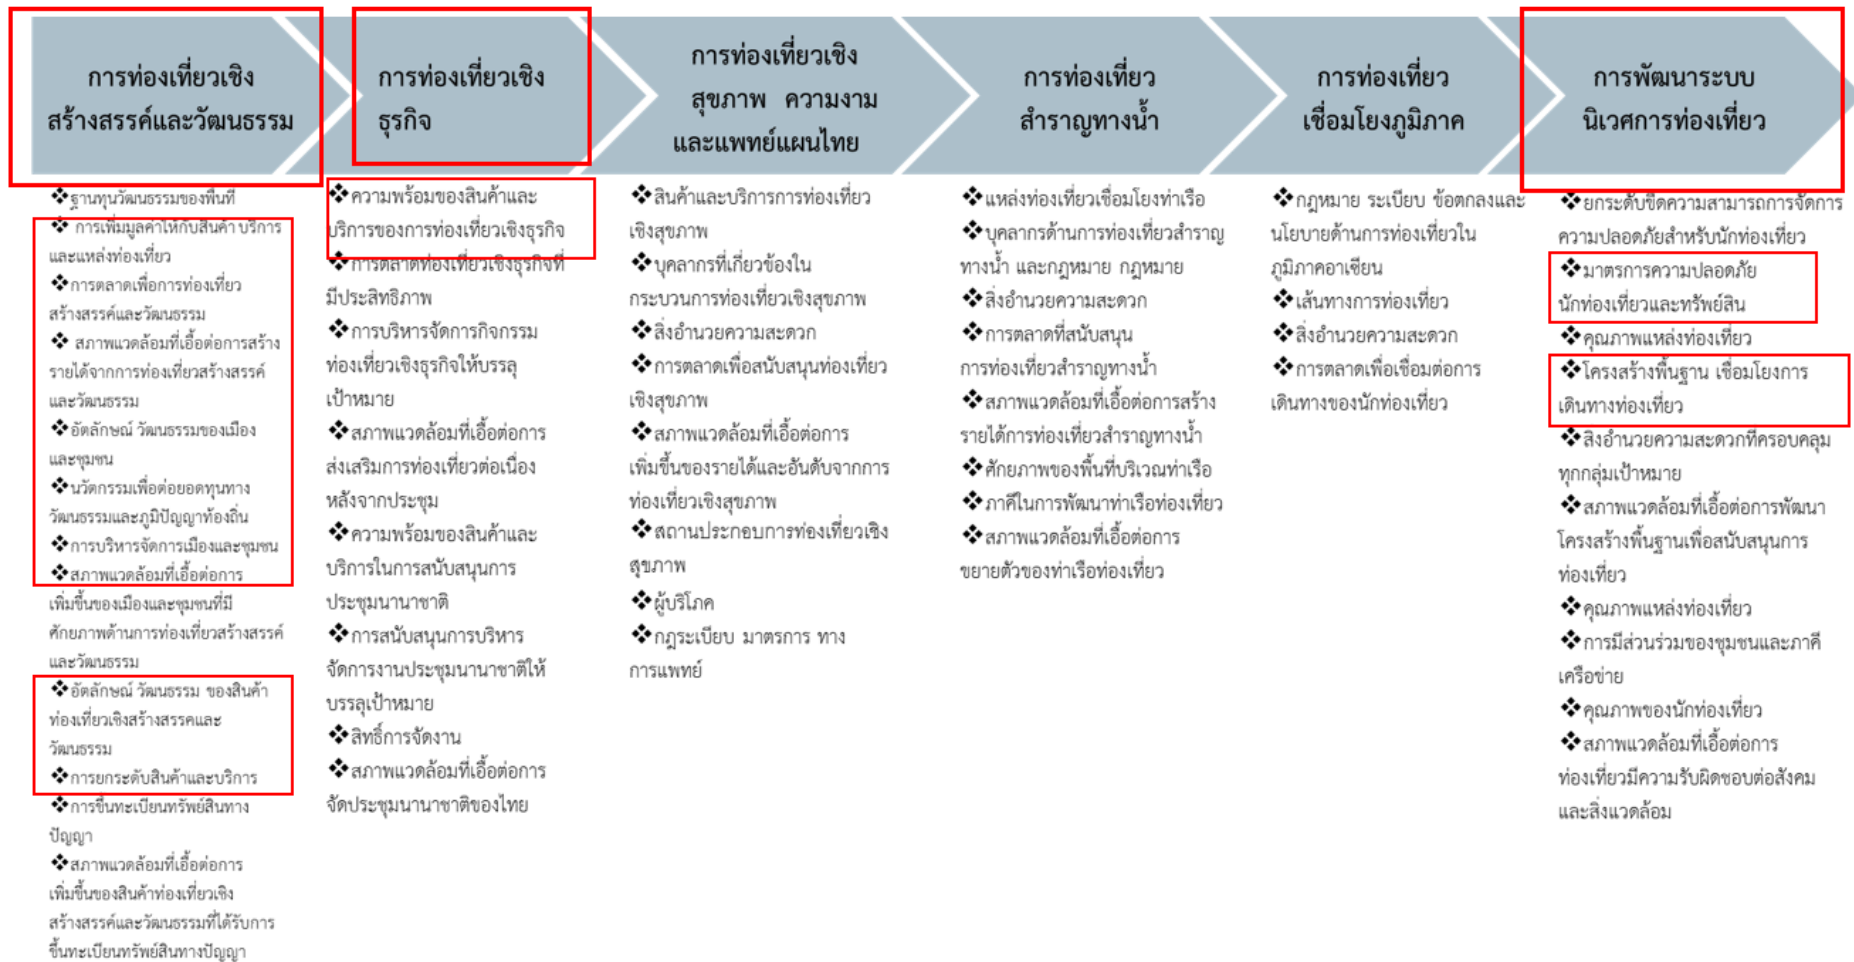 การท่องเที่ยวเชิง
สร้างสรรค์และวัฒนธรรม
❖ฐานทุนวัฒนธรรมของพื้นที่
❖ การเพิ่มมูลค่าให้กับสินค้า บริการ
และแหล่งท่องเที่ยว
❖การตลาดเพื่อการท่องเที่ยว
สร้างสรรค์และวัฒนธรรม
❖ สภาพแวดล้อมที่เอื้อต่อการสร้าง
รายได้จากการท่องเที่ยวสร้างสรรค์
และวัฒนธรรม
❖อัตลักษณ์ วัฒนธรรมของเมือง
และชุมชน
❖นวัตกรรมเพื่อต่อยอดทุนทาง
วัฒนธรรมและภูมิปัญญาท้องถิ่น
❖การบริหารจัดการเมืองและชุมชน
❖สภาพแวดล้อมที่เอื้อต่อการ
เพิ่มขึ้นของเมืองและชุมชนที่มี
ศักยภาพด้านการท่องเที่ยวสร้างสรรค์
และวัฒนธรรม
❖อัตลักษณ์ วัฒนธรรม ของสินค้า
ท่องเที่ยวเชิงสร้างสรรคและ
วัฒนธรรม
❖การยกระดับสินค้าและบริการ
❖การขึ้นทะเบียนทรัพย์สินทาง
ปัญญา
❖สภาพแวดล้อมที่เอื้อต่อการ
เพิ่มขึ้นของสินค้าท่องเที่ยวเชิง
สร้างสรรค์และวัฒนธรรมที่ได้รับการ
ขึ้นทะเบียนทรัพย์สินทางปัญญา
การท่องเที่ยวเชิง
ธุรกิจ
❖ความพร้อมของสินค้าและ
บริการของการท่องเที่ยวเชิงธุรกิจ
❖การตลาดท่องเที่ยวเชิงธุรกิจที่
มีประสิทธิภาพ
❖การบริหารจัดการกิจกรรม
ท่องเที่ยวเชิงธุรกิจให้บรรลุ
เป้าหมาย
❖สภาพแวดล้อมที่เอื้อต่อการ
ส่งเสริมการท่องเที่ยวต่อเนื่อง
หลังจากประชุม
❖ความพร้อมของสินค้าและ
บริการในการสนับสนุนการ
ประชุมนานาชาติ
❖การสนับสนุนการบริหาร
จัดการงานประชุมนานาชาติให้
บรรลุเป้าหมาย
❖สิทธิ์การจัดงาน
❖สภาพแวดล้อมที่เอื้อต่อการ
จัดประชุมนานาชาติของไทย
การท่องเที่ยวเชิง
สุขภาพ ความงาม
และแพทย์แผนไทย
❖สินค้าและบริการการท่องเที่ยว
เชิงสุขภาพ
❖บุคลากรที่เกี่ยวข้องใน
กระบวนการท่องเที่ยวเชิงสุขภาพ
❖สิ่งอำนวยความสะดวก
❖การตลาดเพื่อสนับสนุนท่องเที่ยว
เชิงสุขภาพ
❖สภาพแวดล้อมที่เอื้อต่อการ
เพิ่มขึ้นของรายได้และอันดับจากการ
ท่องเที่ยวเชิงสุขภาพ
❖สถานประกอบการท่องเที่ยวเชิง
สุขภาพ
❖ผู้บริโภค
❖กฎระเบียบ มาตรการ ทาง
การแพทย์
การท่องเที่ยว
สำราญทางน้ำ
❖แหล่งท่องเที่ยวเชื่อมโยงท่าเรือ
❖บุคลากรด้านการท่องเที่ยวสำราญ
ทางน้ำ และกฎหมาย กฎหมาย
❖สิ่งอำนวยความสะดวก
❖การตลาดที่สนับสนุน
การท่องเที่ยวสำราญทางน้ำ
❖สภาพแวดล้อมที่เอื้อต่อการสร้าง
รายได้การท่องเที่ยวสำราญทางน้ำ
❖ศักยภาพของพื้นที่บริเวณท่าเรือ
❖ภาคีในการพัฒนาท่าเรือท่องเที่ยว
❖สภาพแวดล้อมที่เอื้อต่อการ
ขยายตัวของท่าเรือท่องเที่ยว
การท่องเที่ยว
เชื่อมโยงภูมิภาค
❖กฎหมาย ระเบียบ ข้อตกลงและ
นโยบายด้านการท่องเที่ยวใน
ภูมิภาคอาเซียน
❖เส้นทางการท่องเที่ยว
❖สิ่งอำนวยความสะดวก
❖การตลาดเพื่อเชื่อมต่อการ
เดินทางของนักท่องเที่ยว
การพัฒนาระบบ
นิเวศการท่องเที่ยว
❖ยกระดับขีดความสามารถการจัดการ
ความปลอดภัยสำหรับนักท่องเที่ยว
❖มาตรการความปลอดภัย
นักท่องเที่ยวและทรัพย์สิน
❖คุณภาพแหล่งท่องเที่ยว
❖โครงสร้างพื้นฐาน เชื่อมโยงการ
เดินทางท่องเที่ยว
❖สิ่งอำนวยความสะดวกที่ครอบคลุม
ทุกกลุ่มเป้าหมาย
❖สภาพแวดล้อมที่เอื้อต่อการพัฒนา
โครงสร้างพื้นฐานเพื่อสนับสนุนการ
ท่องเที่ยว
❖คุณภาพแหล่งท่องเที่ยว
❖การมีส่วนร่วมของชุมชนและภาคี
เครือข่าย
❖คุณภาพของนักท่องเที่ยว
❖สภาพแวดล้อมที่เอื้อต่อการ
ท่องเที่ยวมีความรับผิดชอบต่อสังคม
และสิ่งแวดล้อม